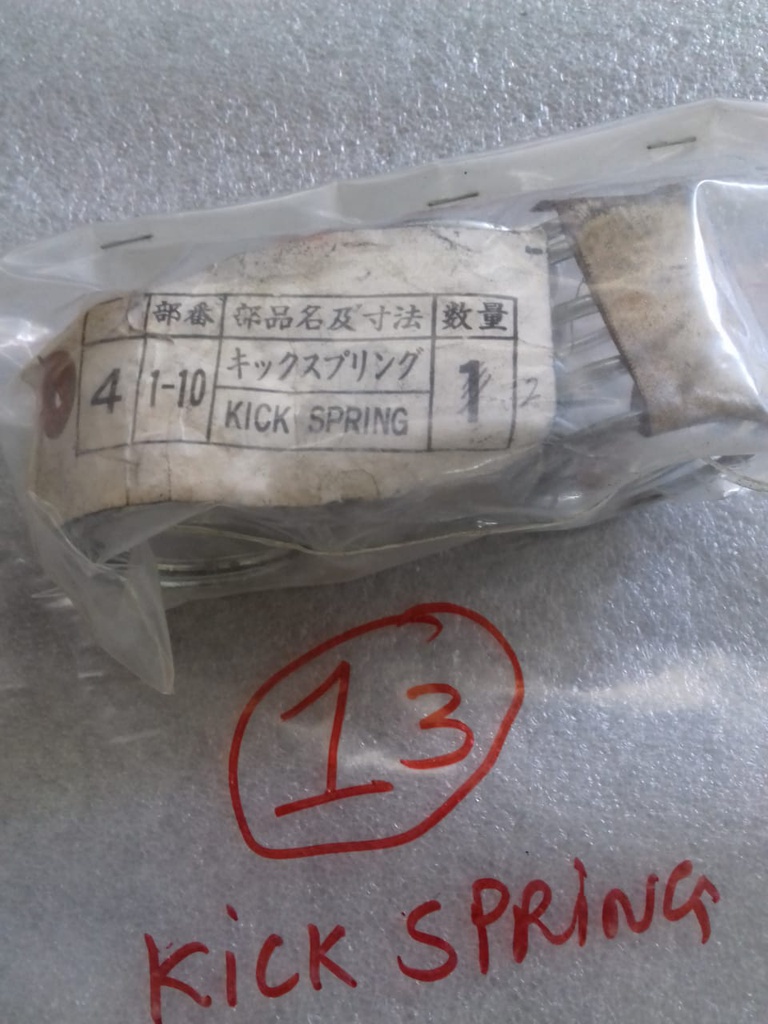 部番 部品名及寸法 数量
4 1-10 キックスプリング 1 2
KICK SPRING
13
KiCK SPRiNG